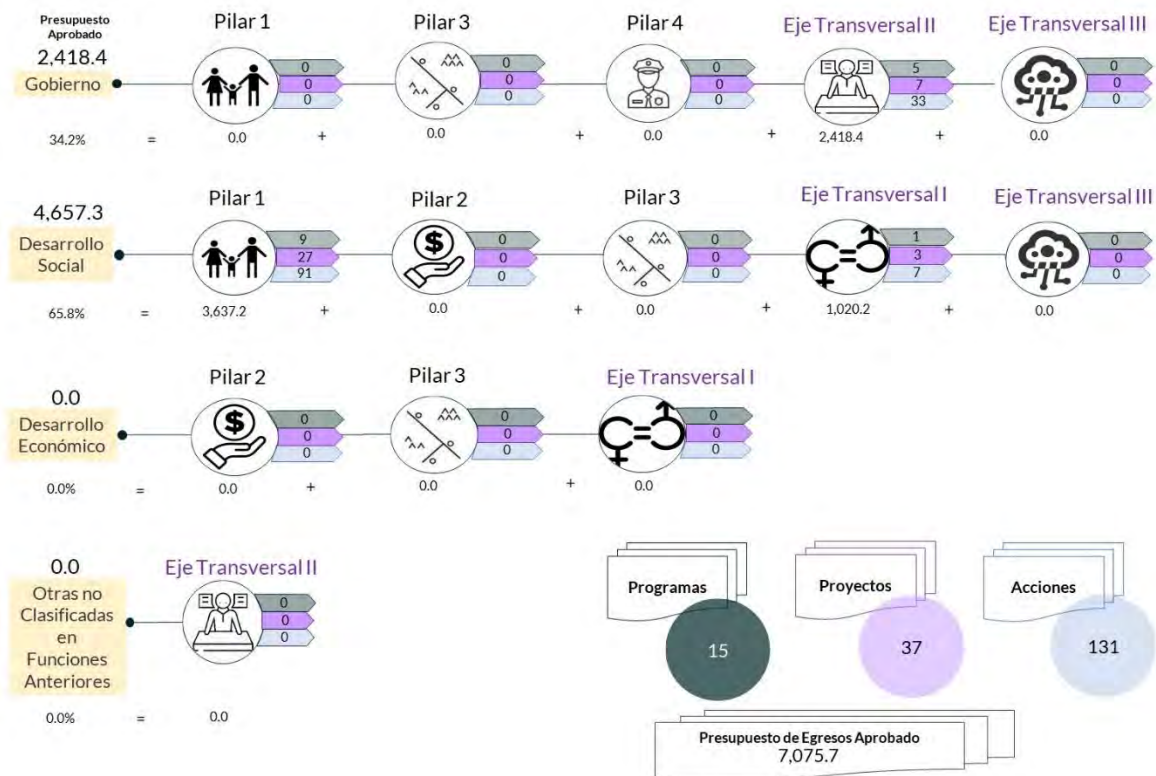 Presupuesto
Aprobado
2,418.4
Gobierno
34.2%
=
Pilar 1
0
0
0
0.0
+
Pilar 3
0
0
0
0.0
+
Pilar 4
0
0
0
0.0
+
Eje Transversal II
5
7
33
2,418.4
+
Eje Transversal III
0
0
0
0.0
4,657.3
Desarrollo
Social
65.8%
=
Pilar 1
9
27
91
3,637.2
+
Pilar 2
$
0
0
0
0.0
+
Pilar 3
0
0
0
0.0
+
Eje Transversal I
1
3
7
1,020.2
+
Eje Transversal III
0
0
0
0.0
0.0
Desarrollo
Económico
0.0%
=
Pilar 2
$
0
0
0
0.0
+
Pilar 3
0
0
0
0.0
+
Eje Transversal I
0
0
0
0.0
0.0
Otras no
Clasificadas
en
Funciones
Anteriores
0.0%
=
Eje Transversal II
0
0
0
0.0
Programas
15
Proyectos
37
Acciones
131
Presupuesto de Egresos Aprobado
7,075.7